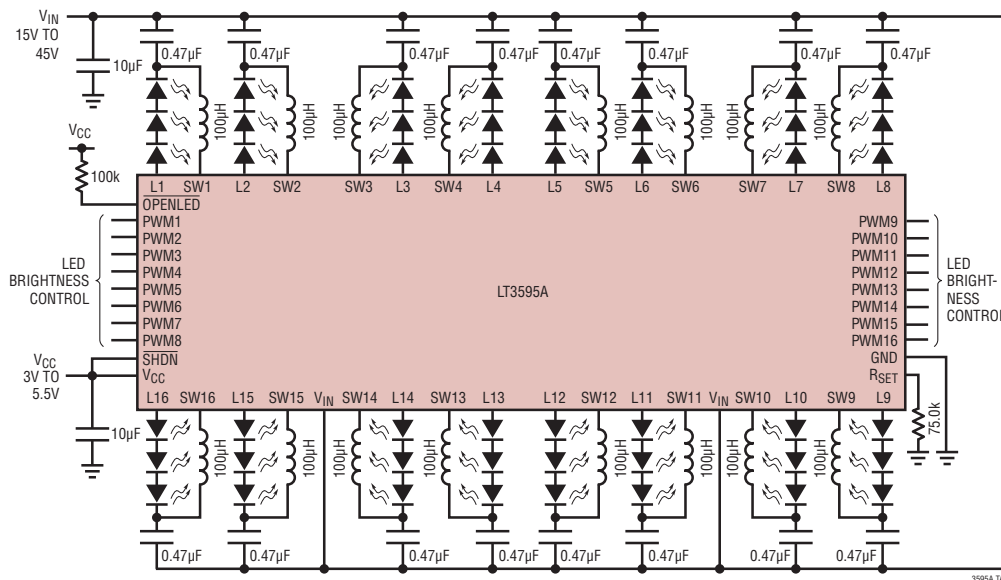 VIN
15V TO
45V
10µF
0.47µF
0.47µF
0.47µF
0.47µF
0.47µF
0.47µF
0.47µF
0.47µF
100µH
100µH
100µH
100µH
100µH
100µH
100µH
100µH
VCC
100k
L1 SW1 L2 SW2 SW3 L3 SW4 L4 L5 SW5 L6 SW6 SW7 L7 SW8 L8
OPENLED
PWM1
PWM2
PWM3
PWM4
PWM5
PWM6
PWM7
PWM8
SHDN
VCC
LED
BRIGHTNESS
CONTROL
LT3595A
PWM9
PWM10
PWM11
PWM12
PWM13
PWM14
PWM15
PWM16
GND
RSET
LED
BRIGHT-
NESS
CONTROL
VCC
3V TO
5.5V
10µF
L16 SW16 L15 SW15 VIN SW14 L14 SW13 L13 L12 SW12 L11 SW11 VIN SW10 L10 SW9 L9
75.0k
100µH
100µH
100µH
100µH
100µH
100µH
100µH
100µH
0.47µF
0.47µF
0.47µF
0.47µF
0.47µF
0.47µF
0.47µF
0.47µF